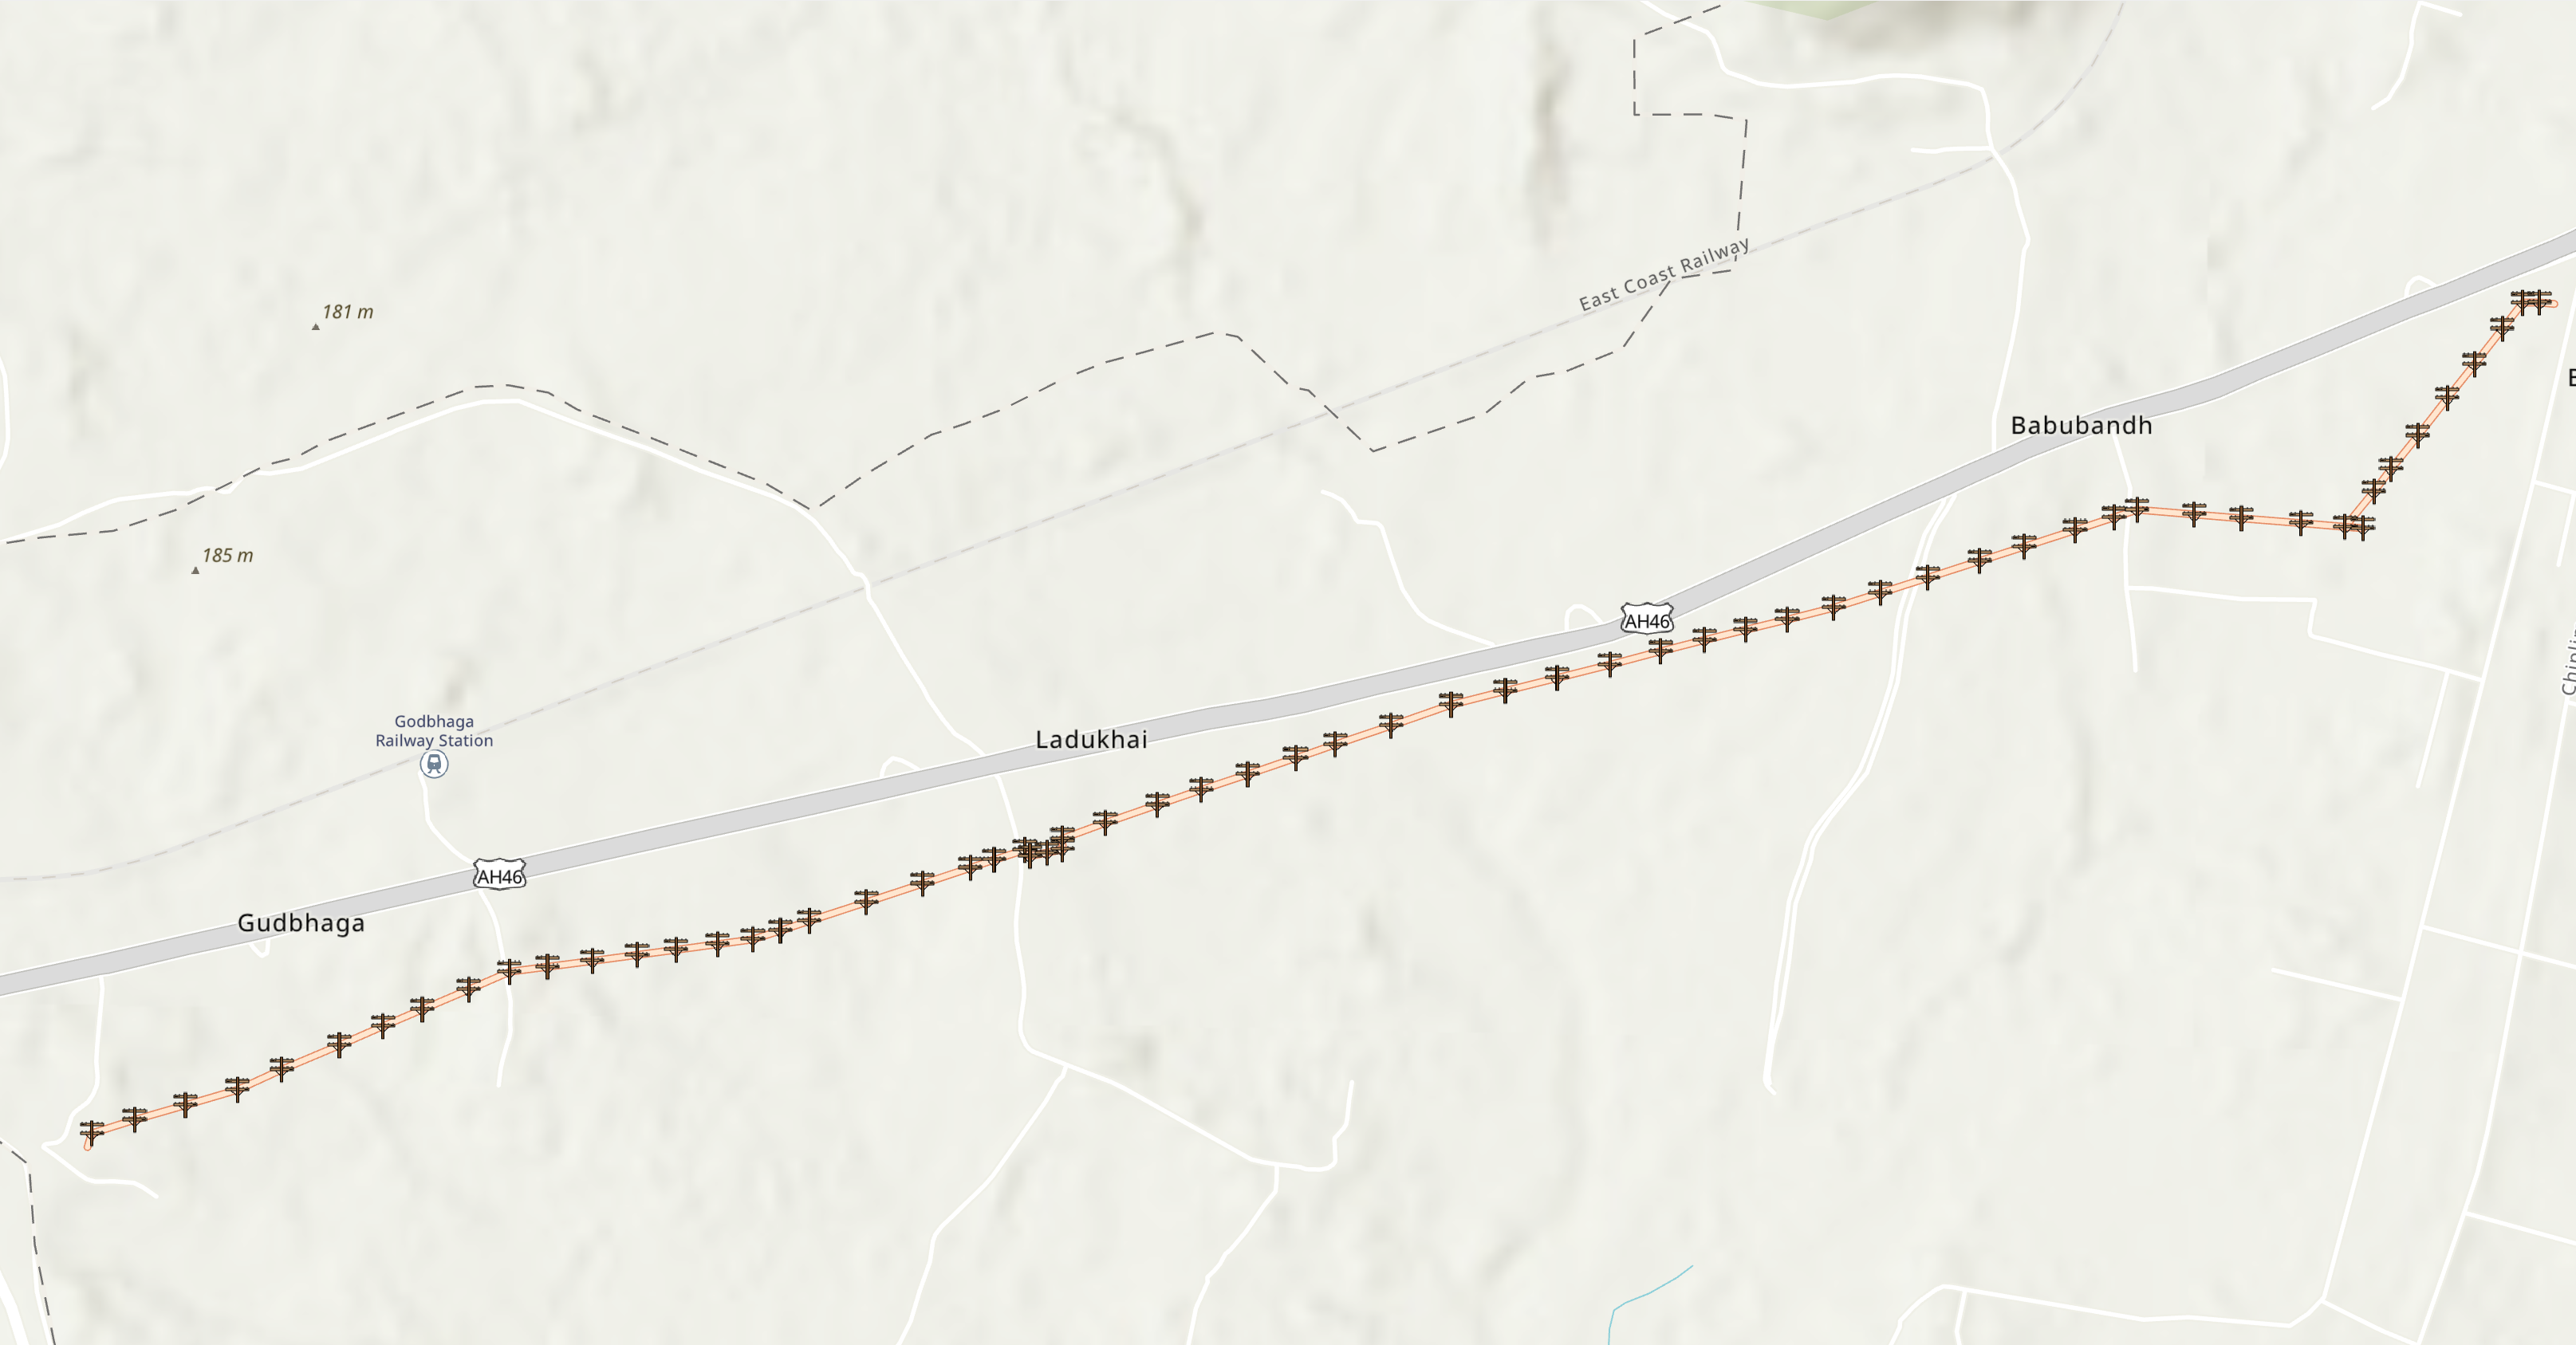 181 m
East Coast Railway
Babubandh
185 m
AH46
Godbhaga
Railway Station
Ladukhai
AH46
Gudbhaga